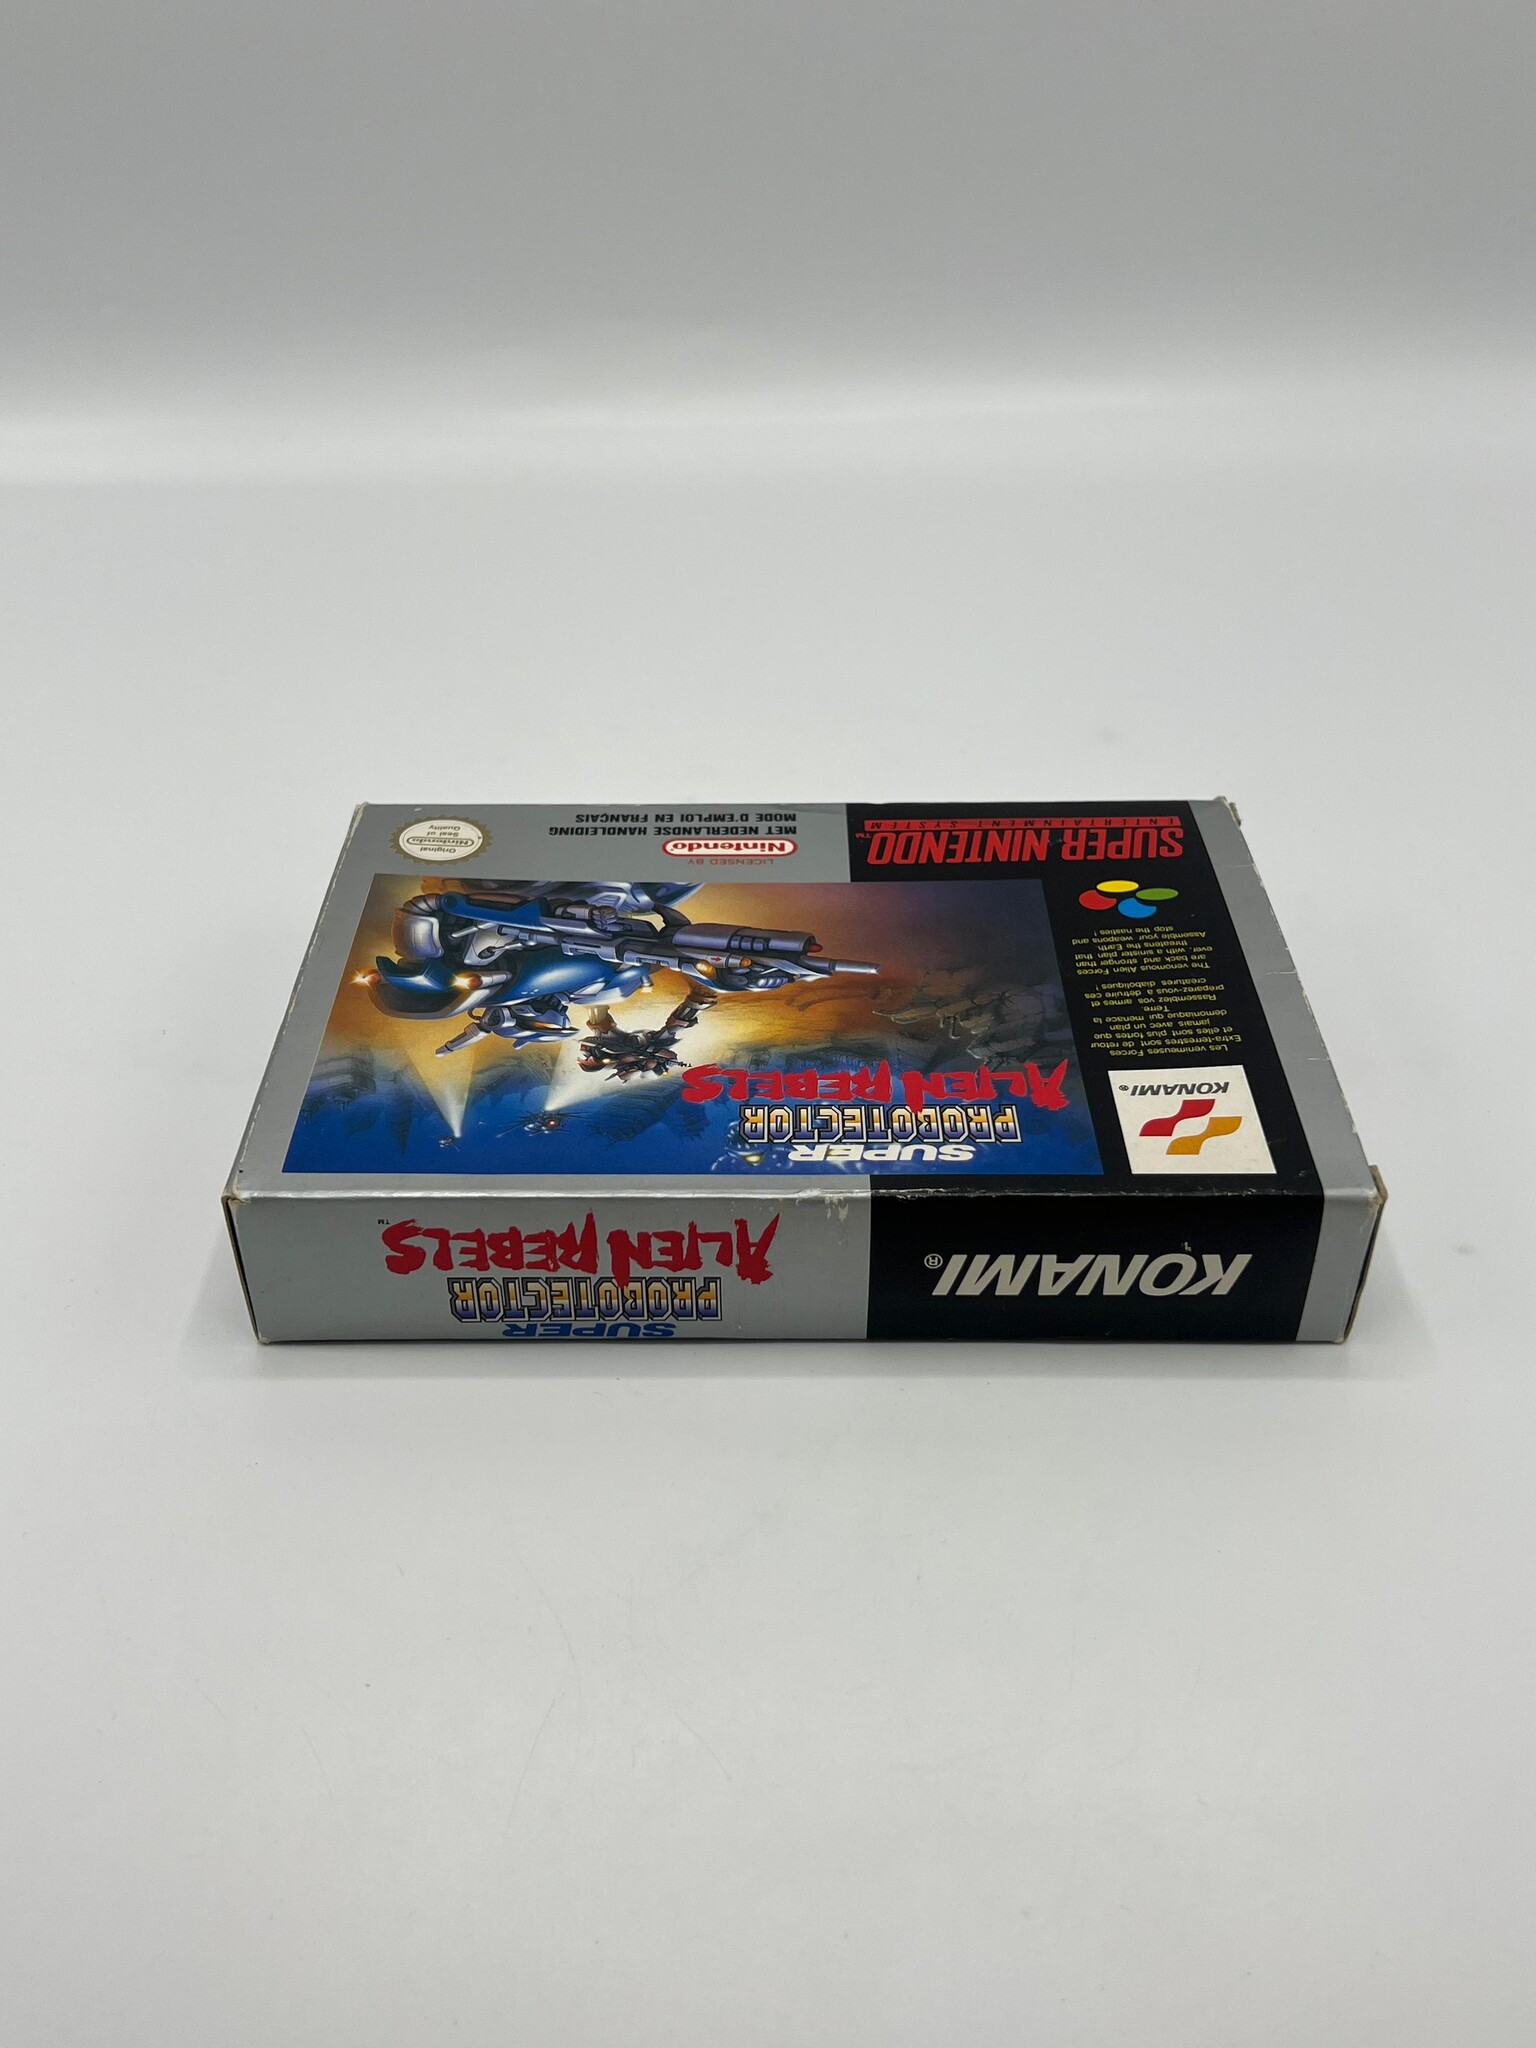 SUPER
PROBOTECTOR
ALIEN REBELS™
KONAMI®
KONAMI®
Les venimeuses Forces
Extra-terrestres sont de retour
et elles sont plus fortes que
jamais avec un plan
démoniaque qui menace la
Terre.
Rassemblez vos armes et
préparez-vous à détruire ces
créatures diaboliques !
The venomous Alien Forces
are back and stronger than
ever, with a sinister plan that
threatens the Earth.
Assemble your weapons and
stop the nasties !
SUPER NINTENDO™
ENTERTAINMENT SYSTEM
SUPER
PROBOTECTOR
ALIEN REBELS™
LICENSED BY
Nintendo
MET NEDERLANDSE HANDLEIDING
MODE D'EMPLOI EN FRANÇAIS
Original
Nintendo
Seal of
Quality